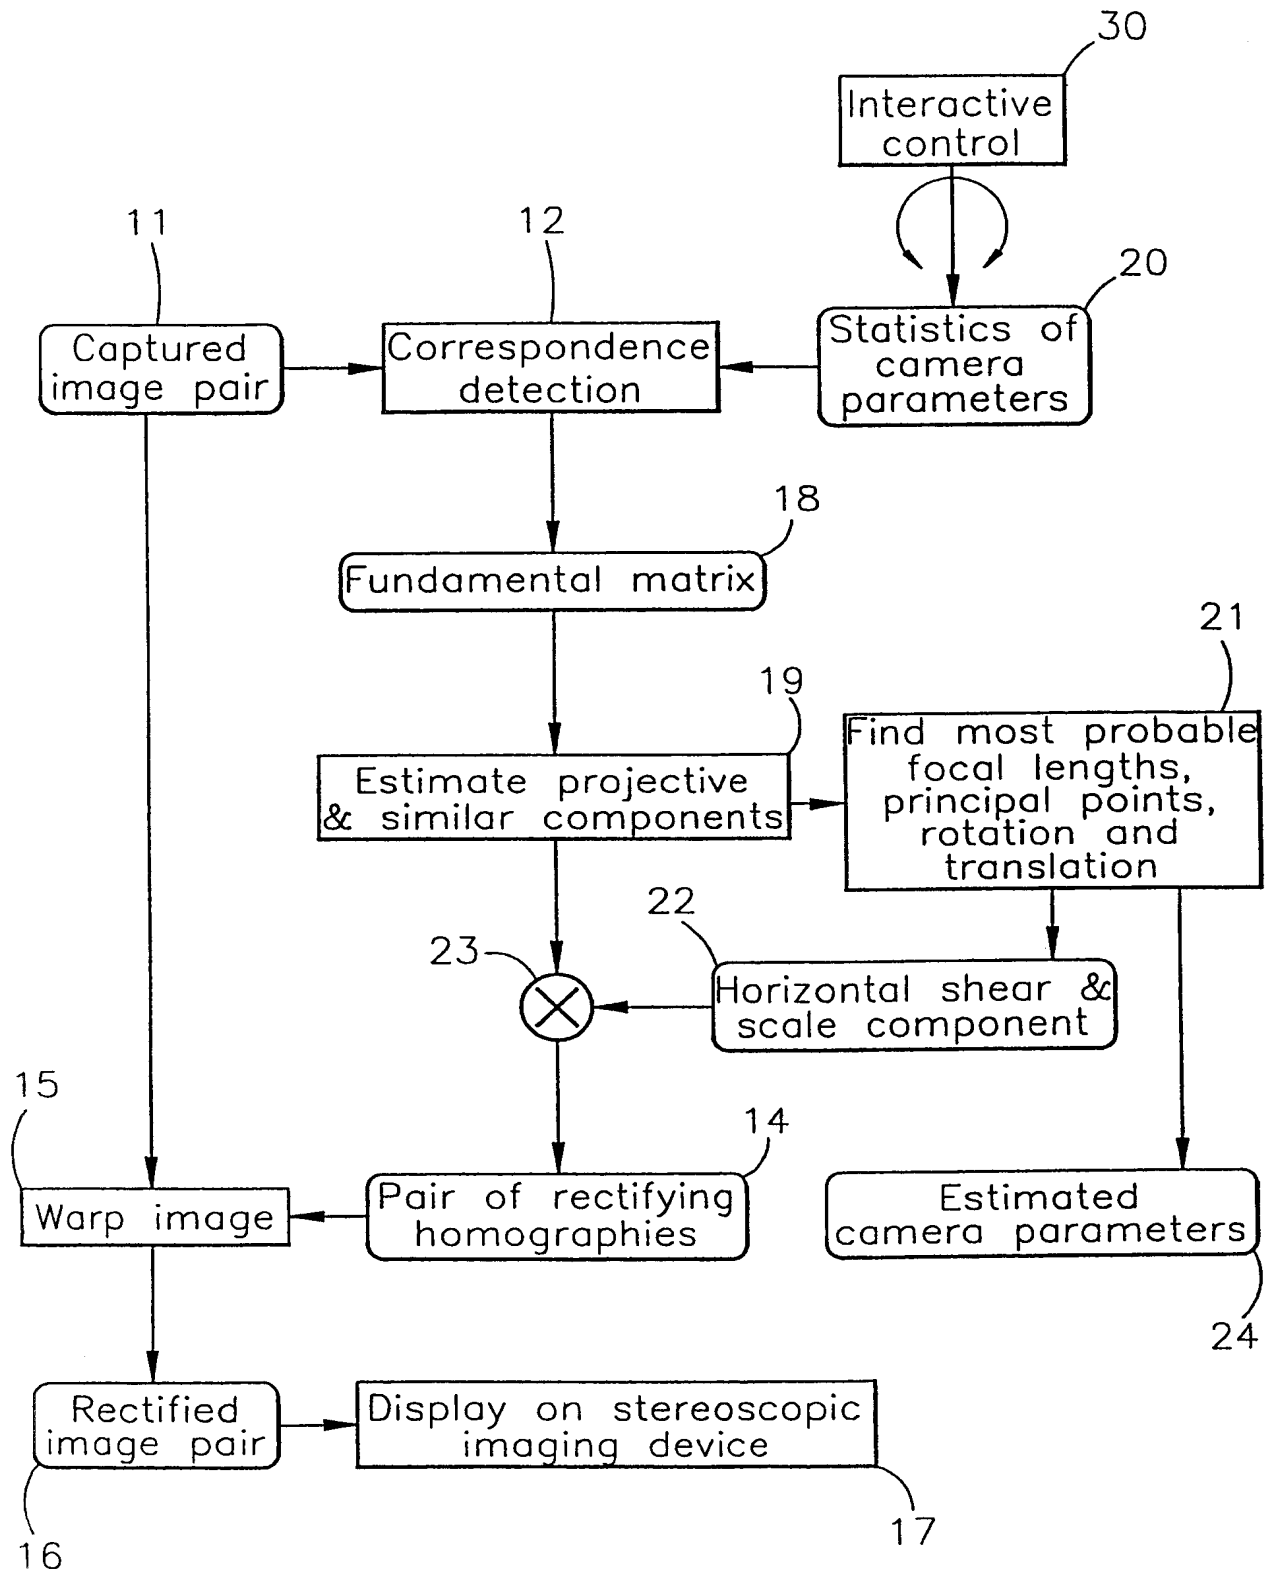 30
Interactive
control
11
12
20
Captured
image pair
Correspondence
detection
Statistics of
camera
parameters
18
Fundamental matrix
19
21
Estimate projective
& similar components
Find most probable
focal lengths,
principal points,
rotation and
translation
22
23
Horizontal shear &
scale component
15
14
Warp image
Pair of rectifying
homographies
Estimated
camera parameters
24
Rectified
image pair
Display on stereoscopic
imaging device
16
17